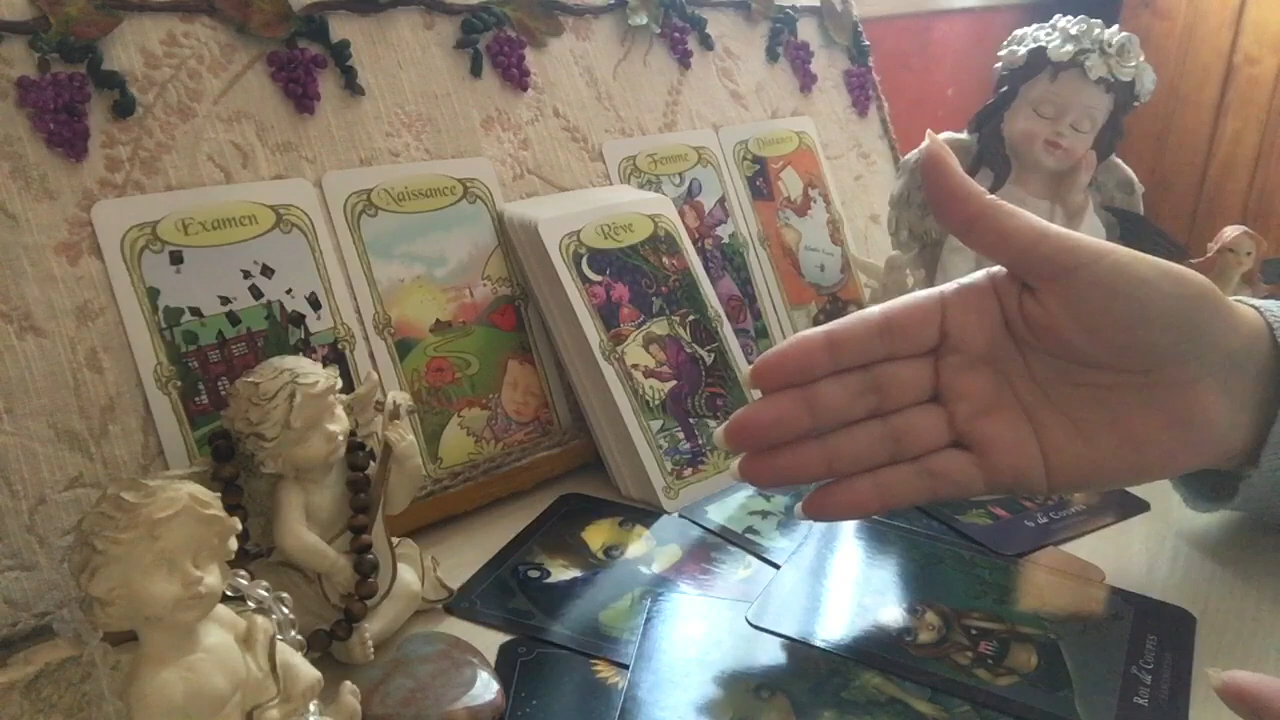 Examen
Naissance
Rêve
Femme
Distance
6 de Coupes
Roi de Coupes